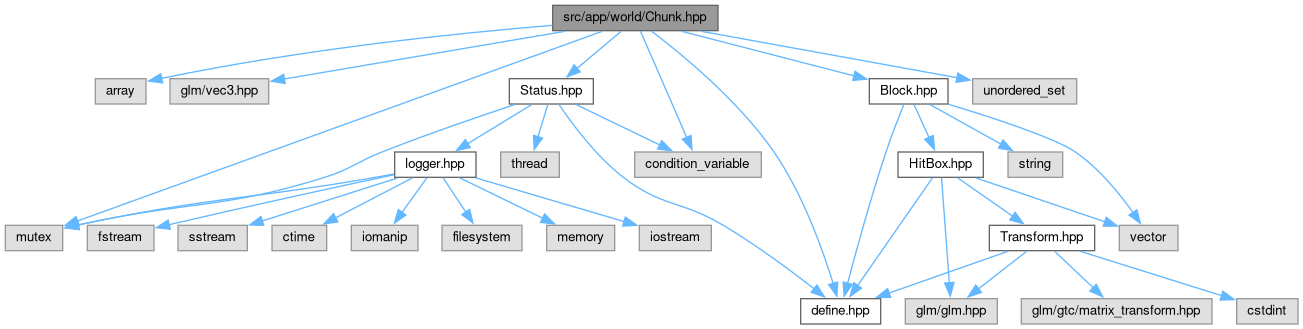 src/app/world/Chunk.hpp
array
glm/vec3.hpp
Status.hpp
Block.hpp
unordered_set
logger.hpp
thread
condition_variable
HitBox.hpp
string
mutex
fstream
sstream
ctime
iomanip
filesystem
memory
iostream
Transform.hpp
vector
define.hpp
glm/glm.hpp
glm/gtc/matrix_transform.hpp
cstdint